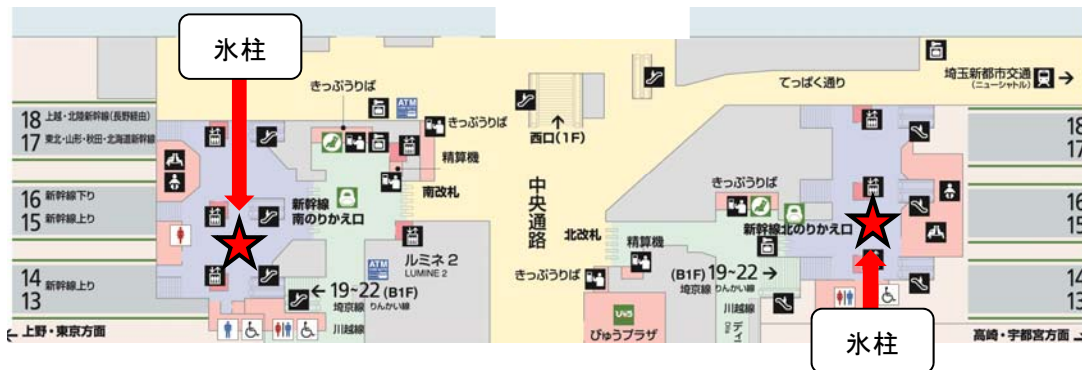 氷柱
きっぷうりば
ATM
18 上越・北陸新幹線(長野経由)
17 東北・山形・秋田・北海道新幹線
16 新幹線下り
15 新幹線上り
14 新幹線上り
13
← 上野・東京方面
新幹線
南のりかえ口
きっぷうりば
精算機
南改札
ルミネ 2
LUMINE 2
ATM
← 19~22 (B1F)
埼京線 りんかい線
川越線
西口(1F)
中央通路
てっぱく通り
埼玉新都市交通
(ニューシャトル)
きっぷうりば
新幹線北のりかえ口
北改札
精算機
きっぷうりば
(B1F) 19~22→
埼京線 りんかい線
川越線
びゅうプラザ
ディ
18
17
16
15
14
13
高崎・宇都宮方面
氷柱